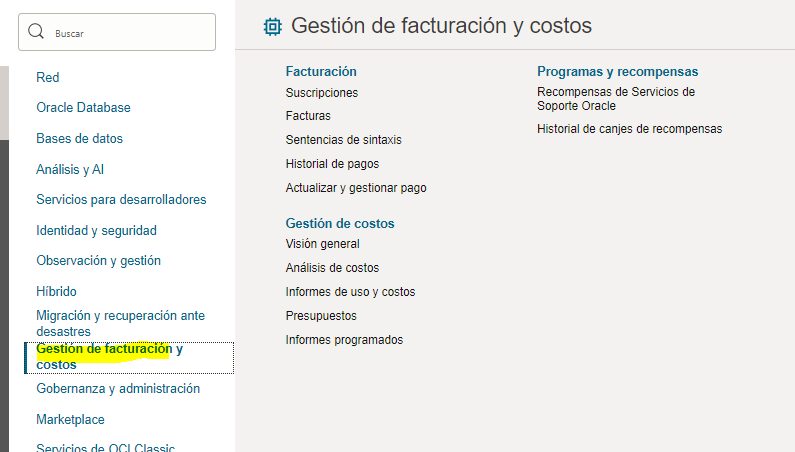 Buscar
Red
Oracle Database
Bases de datos
Análisis y AI
Servicios para desarrolladores
Identidad y seguridad
Observación y gestión
Híbrido
Migración y recuperación ante
desastres
Gestión de facturación y
costos
Gobernanza y administración
Marketplace
Servicios de OCI Classic
Gestión de facturación y costos
Facturación
Suscripciones
Facturas
Sentencias de sintaxis
Historial de pagos
Actualizar y gestionar pago
Gestión de costos
Visión general
Análisis de costos
Informes de uso y costos
Presupuestos
Informes programados
Programas y recompensas
Recompensas de Servicios de
Soporte Oracle
Historial de canjes de recompensas